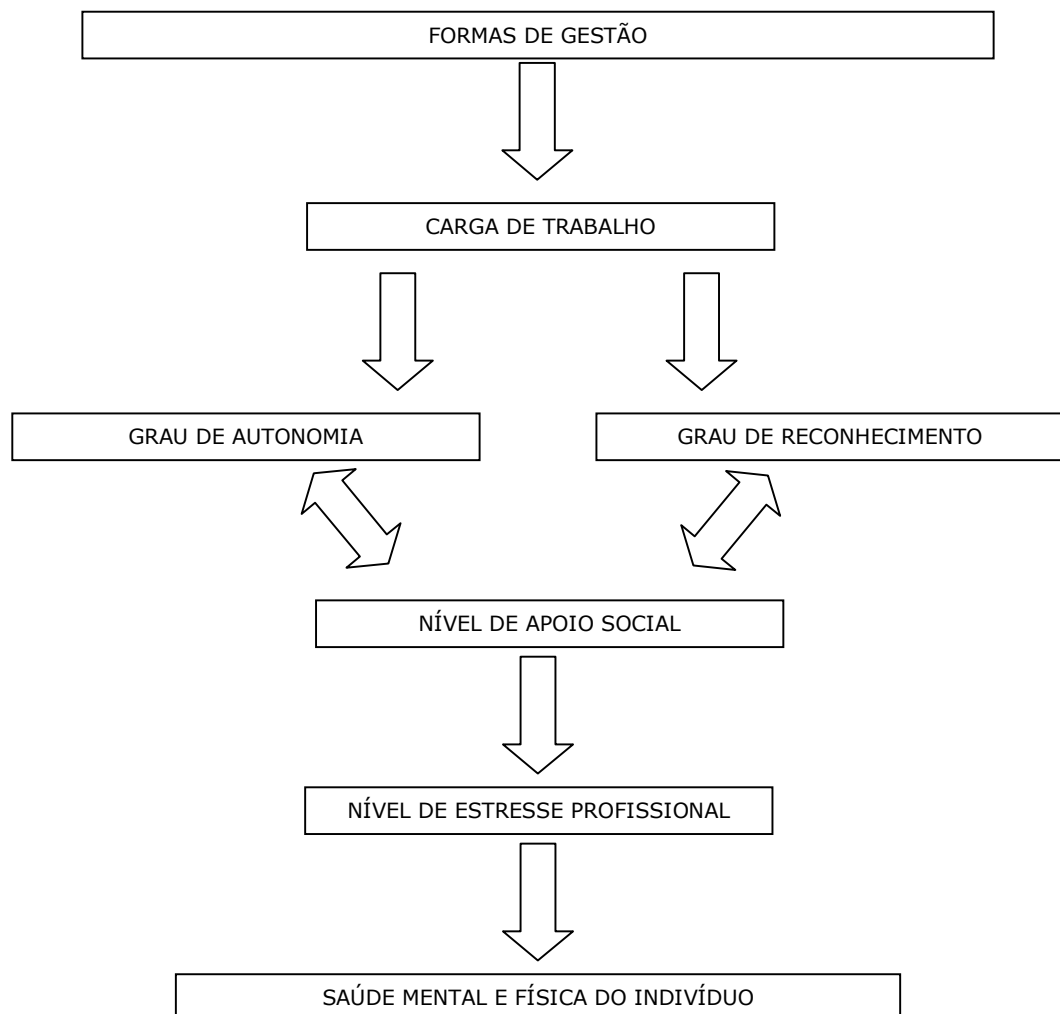 FORMAS DE GESTÃO
CARGA DE TRABALHO
GRAU DE AUTONOMIA
GRAU DE RECONHECIMENTO
NÍVEL DE APOIO SOCIAL
NÍVEL DE ESTRESSE PROFISSIONAL
SAÚDE MENTAL E FÍSICA DO INDIVÍDUO